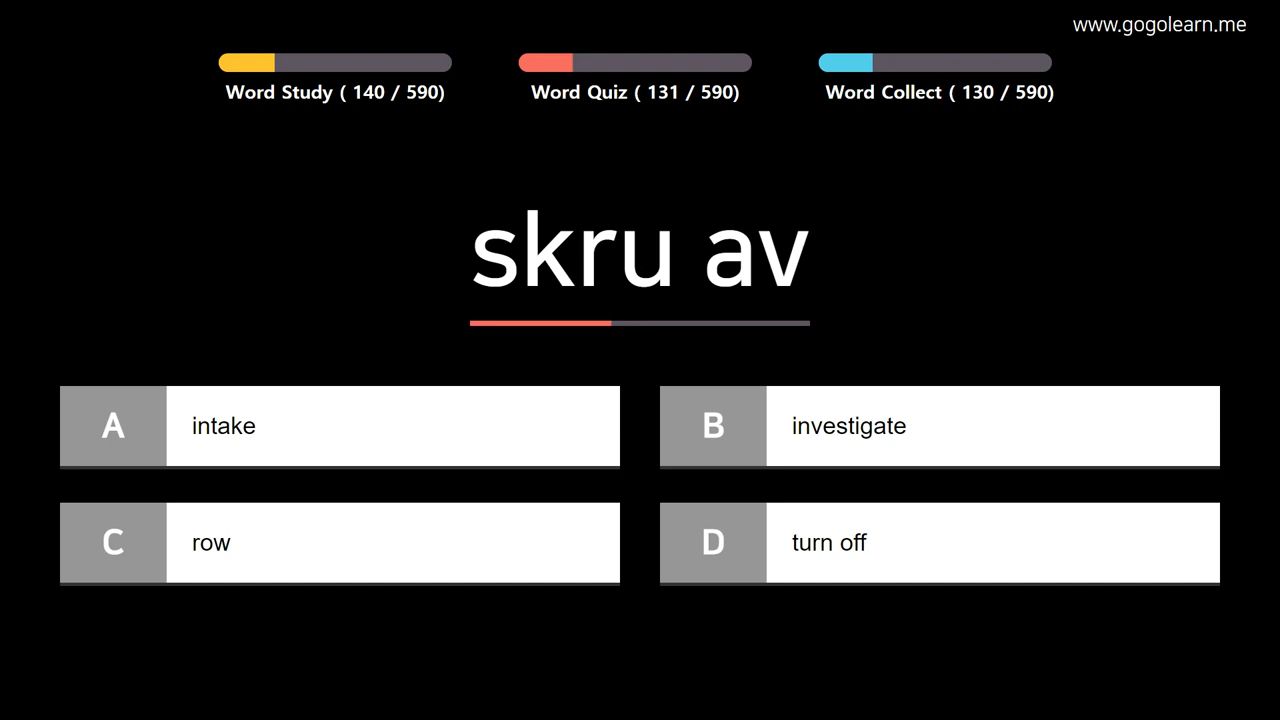 www.gogolearn.me
Word Study ( 140 / 590)
Word Quiz ( 131 / 590)
Word Collect ( 130 / 590)
skru av
A intake
B investigate
C row
D turn off